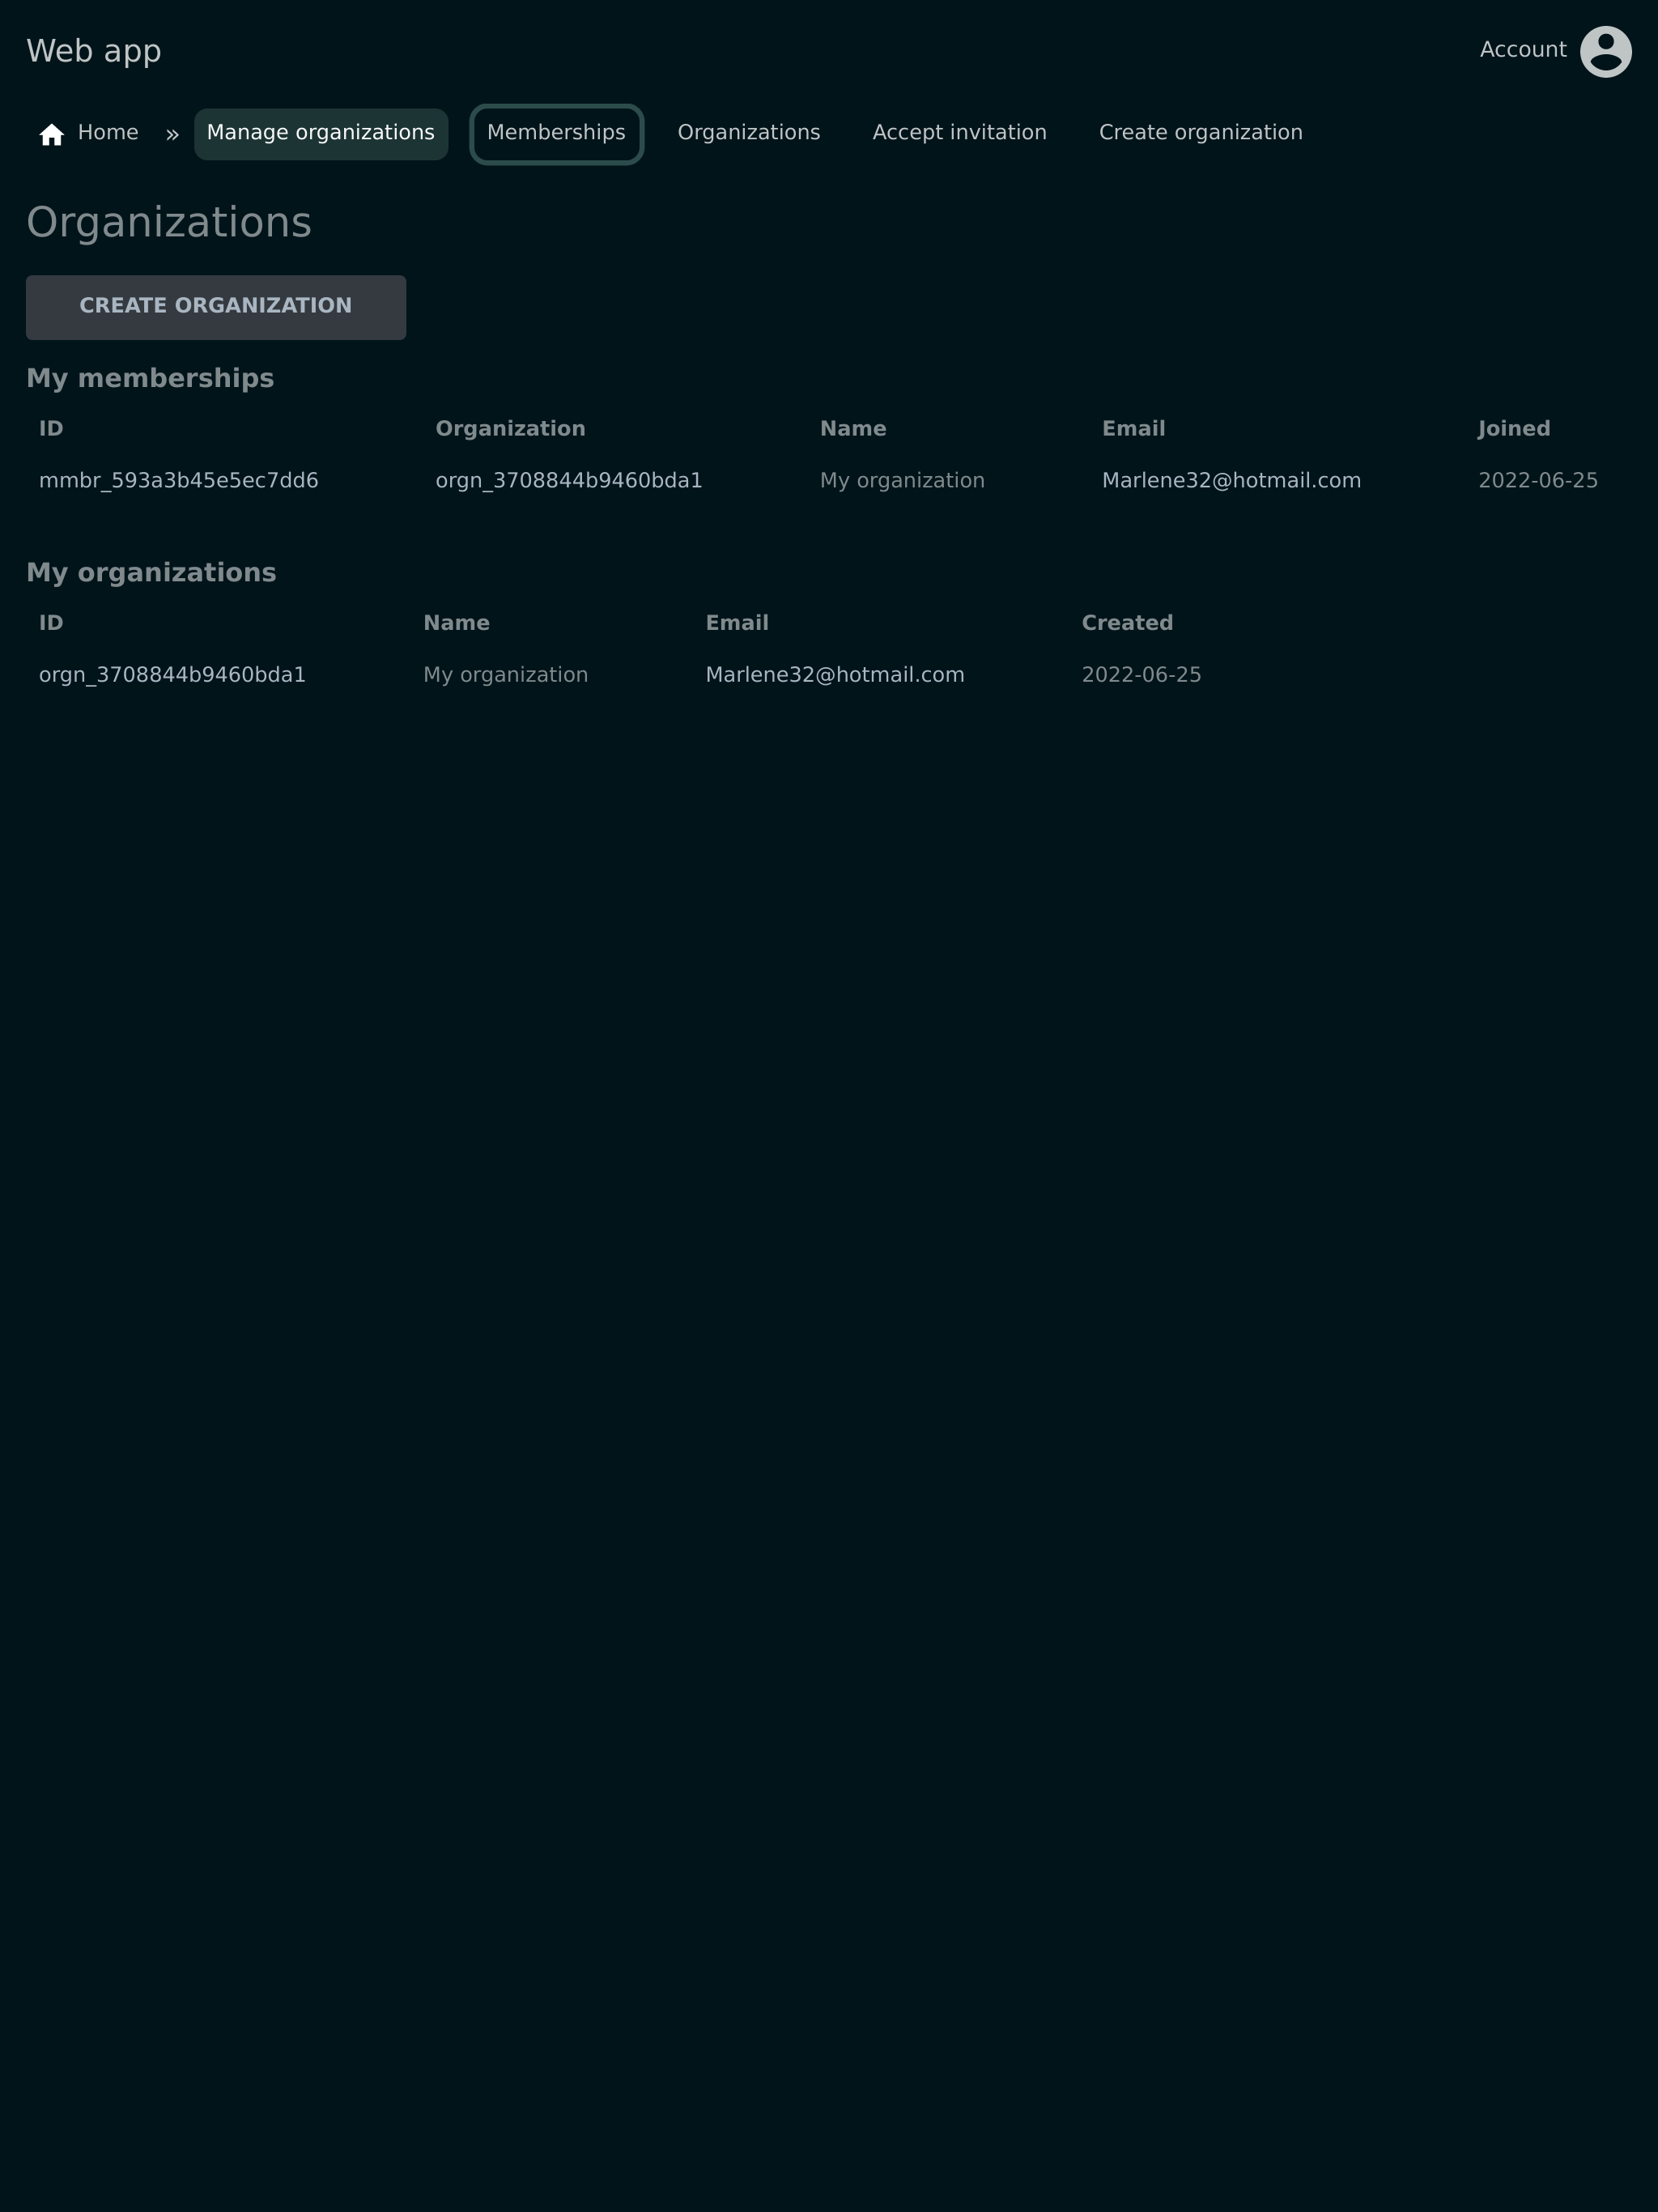 Web app
Account
Home » Manage organizations Memberships Organizations Accept invitation Create organization
Organizations
CREATE ORGANIZATION
My memberships
ID Organization Name Email Joined
mmbr_593a3b45e5ec7dd6 orgn_3708844b9460bda1 My organization Marlene32@hotmail.com 2022-06-25
My organizations
ID Name Email Created
orgn_3708844b9460bda1 My organization Marlene32@hotmail.com 2022-06-25